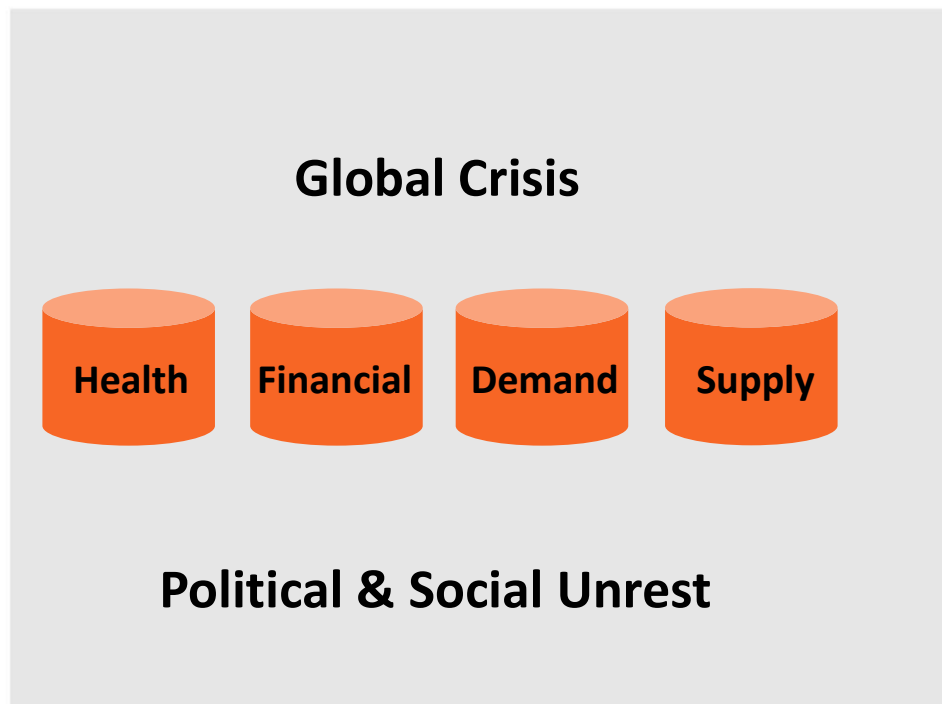 Global Crisis
Health Financial Demand Supply
Political & Social Unrest